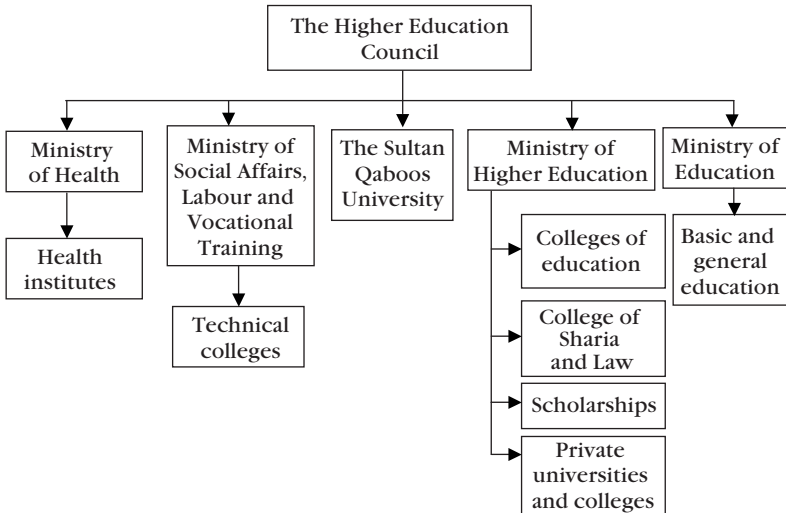 The Higher Education
Council
Ministry
of Health
Ministry of
Social Affairs,
Labour and
Vocational
Training
The Sultan
Qaboos
University
Ministry of
Higher Education
Ministry of
Education
Health
institutes
Technical
colleges
Colleges of
education
College of
Sharia
and Law
Scholarships
Private
universities
and colleges
Basic and
general
education